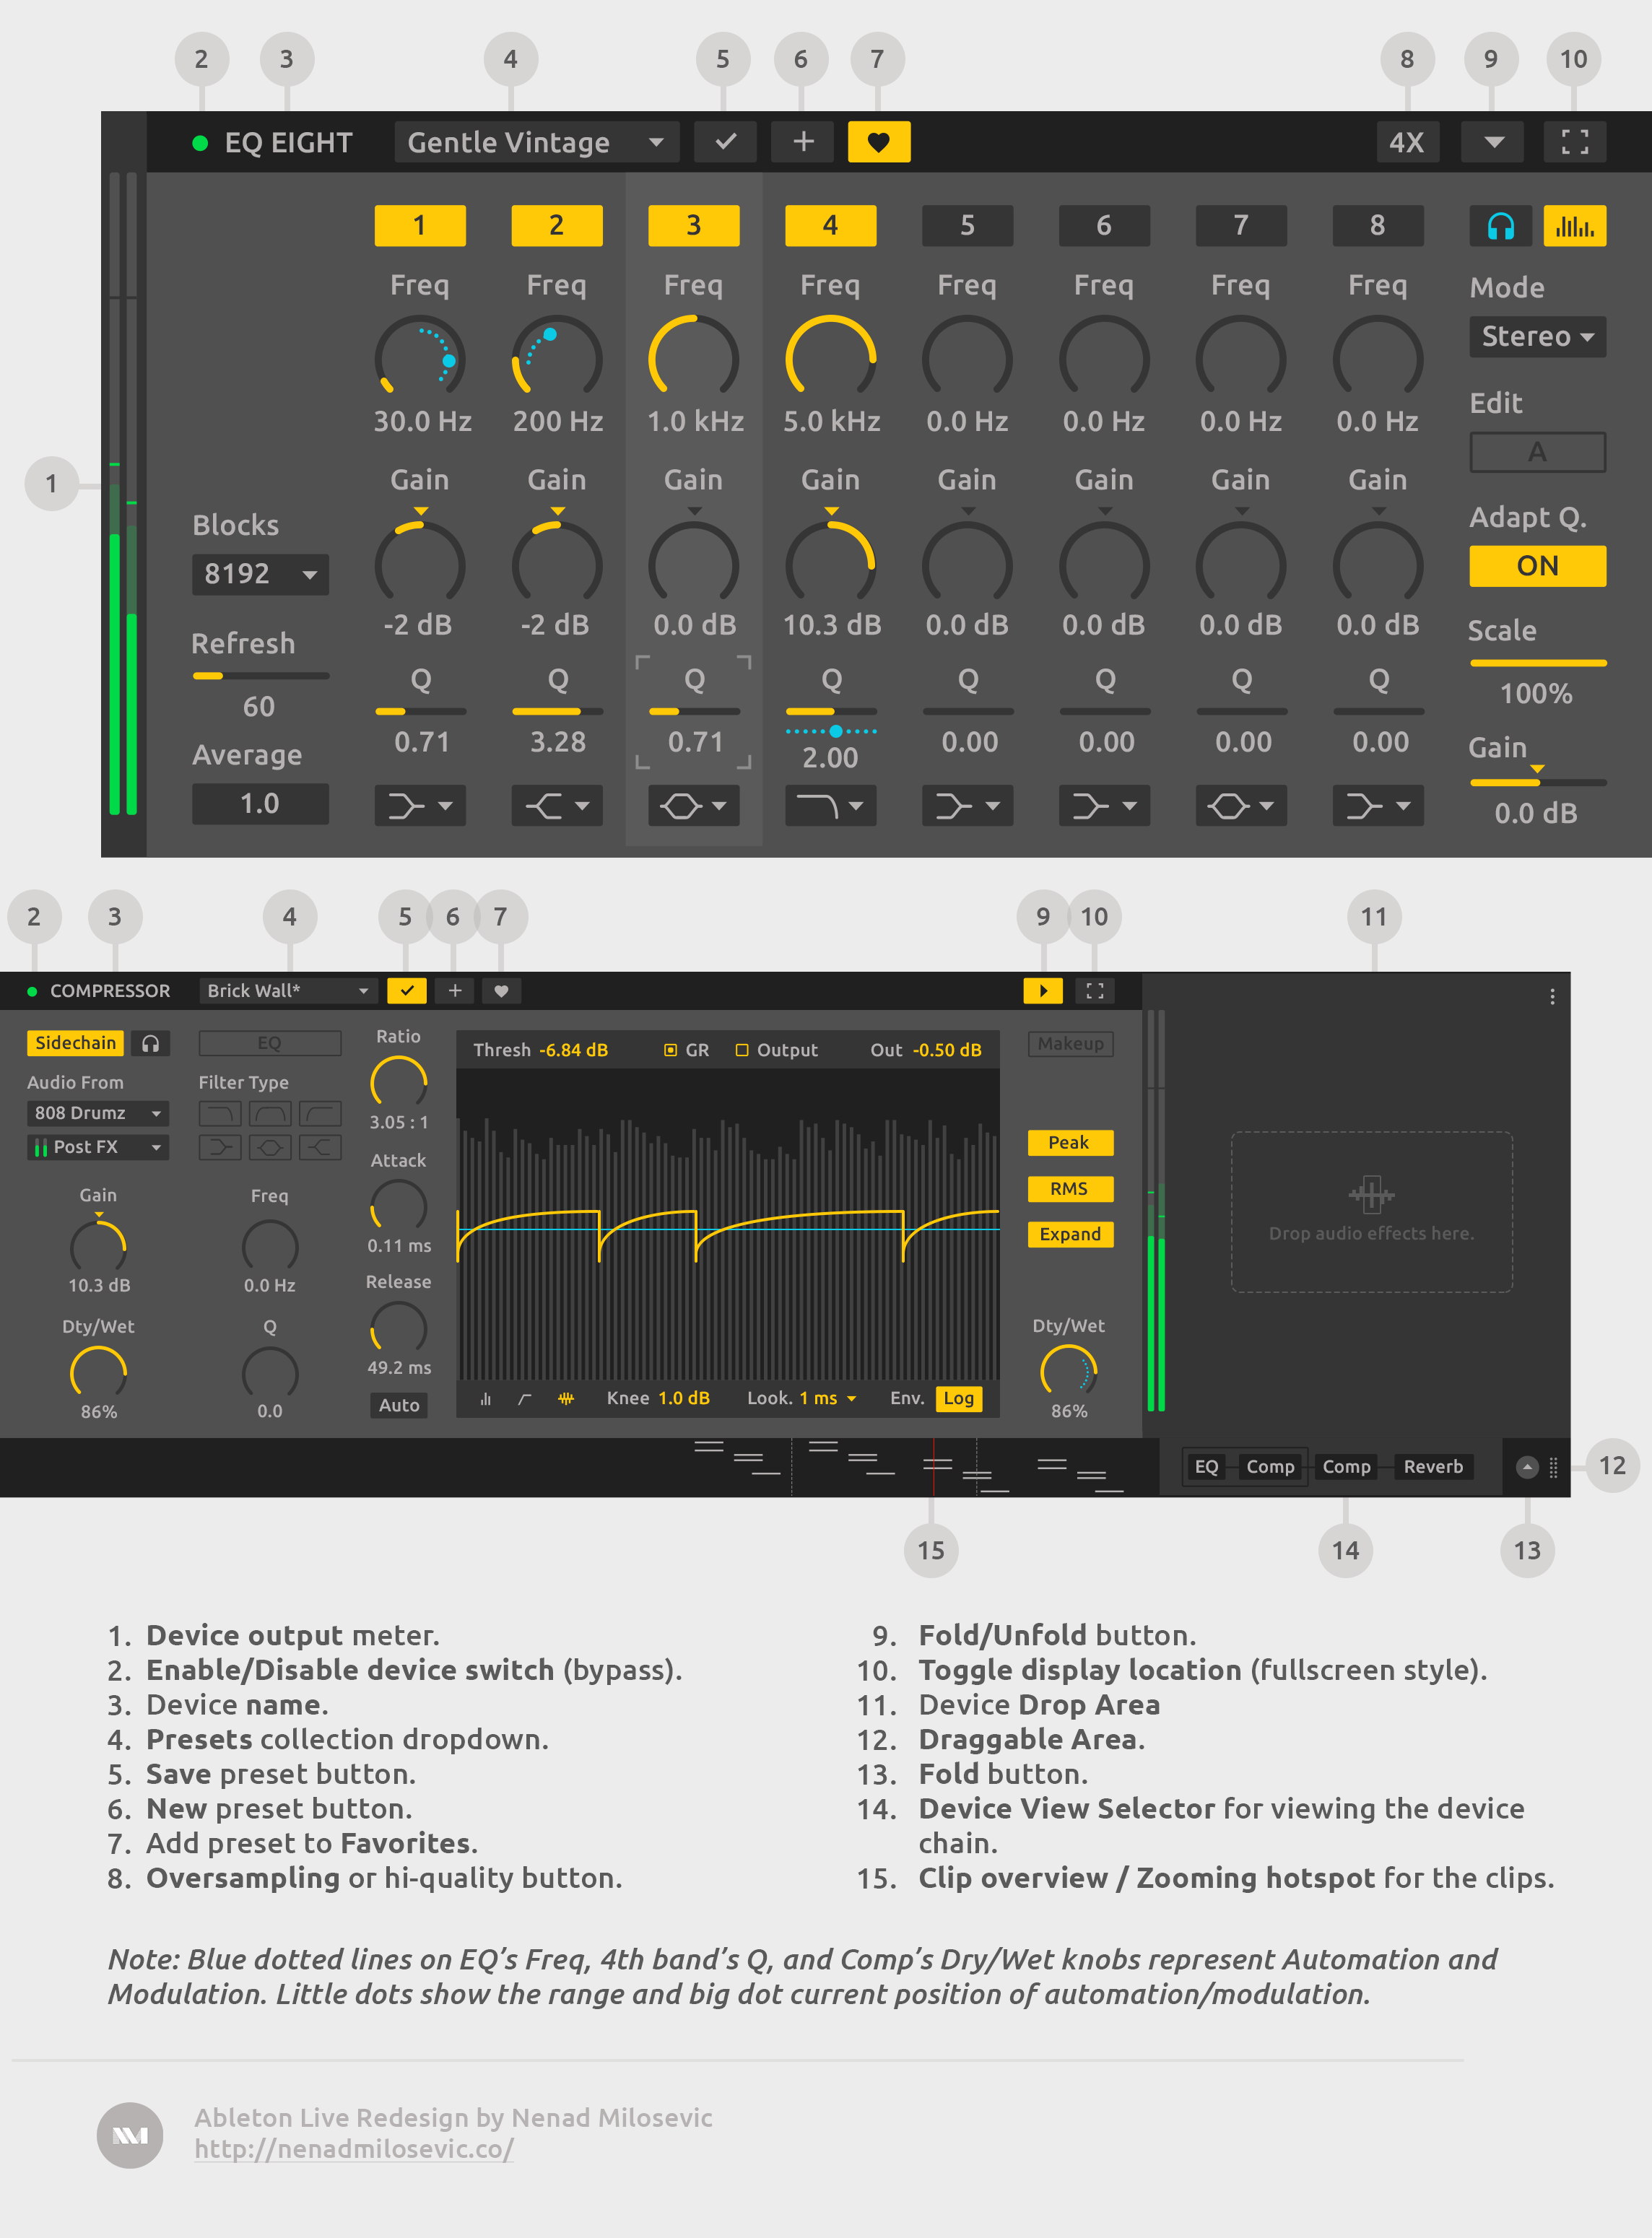 2 3 4 5 6 7 8 9 10
EQ EIGHT Gentle Vintage 4X
1 2 3 4 5 6 7 8
Freq Freq Freq Freq Freq Freq Freq Freq Mode
Stereo
30.0 Hz 200 Hz 1.0 kHz 5.0 kHz 0.0 Hz 0.0 Hz 0.0 Hz 0.0 Hz Edit
A
1
Gain Gain Gain Gain Gain Gain Gain Gain
Blocks Adapt Q.
8192 ON
-2 dB -2 dB 0.0 dB 10.3 dB 0.0 dB 0.0 dB 0.0 dB 0.0 dB Scale
Refresh
Q Q Q Q Q Q Q Q 100%
60
0.71 3.28 0.71 2.00 0.00 0.00 0.00 0.00 Gain
Average
1.0 0.0 dB
2 3 4 5 6 7 9 10 11
COMPRESSOR Brick Wall*
Sidechain EQ Ratio Thresh -6.84 dB GR Output Out -0.50 dB Makeup
Audio From Filter Type
808 Drumz 3.05 : 1
Post FX Attack Peak
Gain Freq RMS
0.11 ms Expand Drop audio effects here.
10.3 dB 0.0 Hz Release
Dty/Wet Q Dty/Wet
49.2 ms
86% 0.0 Auto Knee 1.0 dB Look. 1 ms Env. Log 86%
EQ Comp Comp Reverb 12
15 14 13
1. Device output meter.
2. Enable/Disable device switch (bypass).
3. Device name.
4. Presets collection dropdown.
5. Save preset button.
6. New preset button.
7. Add preset to Favorites.
8. Oversampling or hi-quality button.
9. Fold/Unfold button.
10. Toggle display location (fullscreen style).
11. Device Drop Area
12. Draggable Area.
13. Fold button.
14. Device View Selector for viewing the device
chain.
15. Clip overview / Zooming hotspot for the clips.
Note: Blue dotted lines on EQ's Freq, 4th band's Q, and Comp's Dry/Wet knobs represent Automation and
Modulation. Little dots show the range and big dot current position of automation/modulation.
Ableton Live Redesign by Nenad Milosevic
http://nenadmilosevic.co/